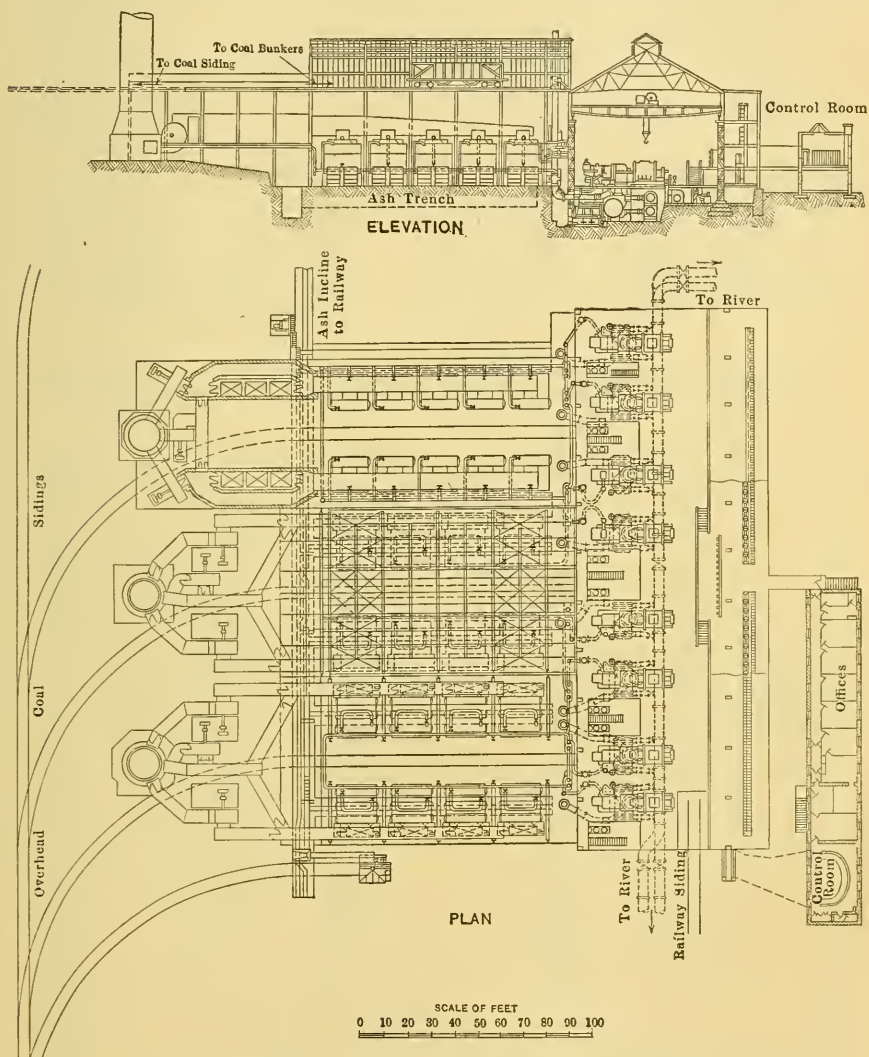 To Coal Bunkers
To Coal Siding
Control Room
Ash Trench
ELEVATION
Ash Incline
to Railway
To River
Sidings
Coal
Overhead
Offices
Control
Room
To River
Railway Siding
PLAN
SCALE OF FEET
0 10 20 30 40 50 60 70 80 90 100